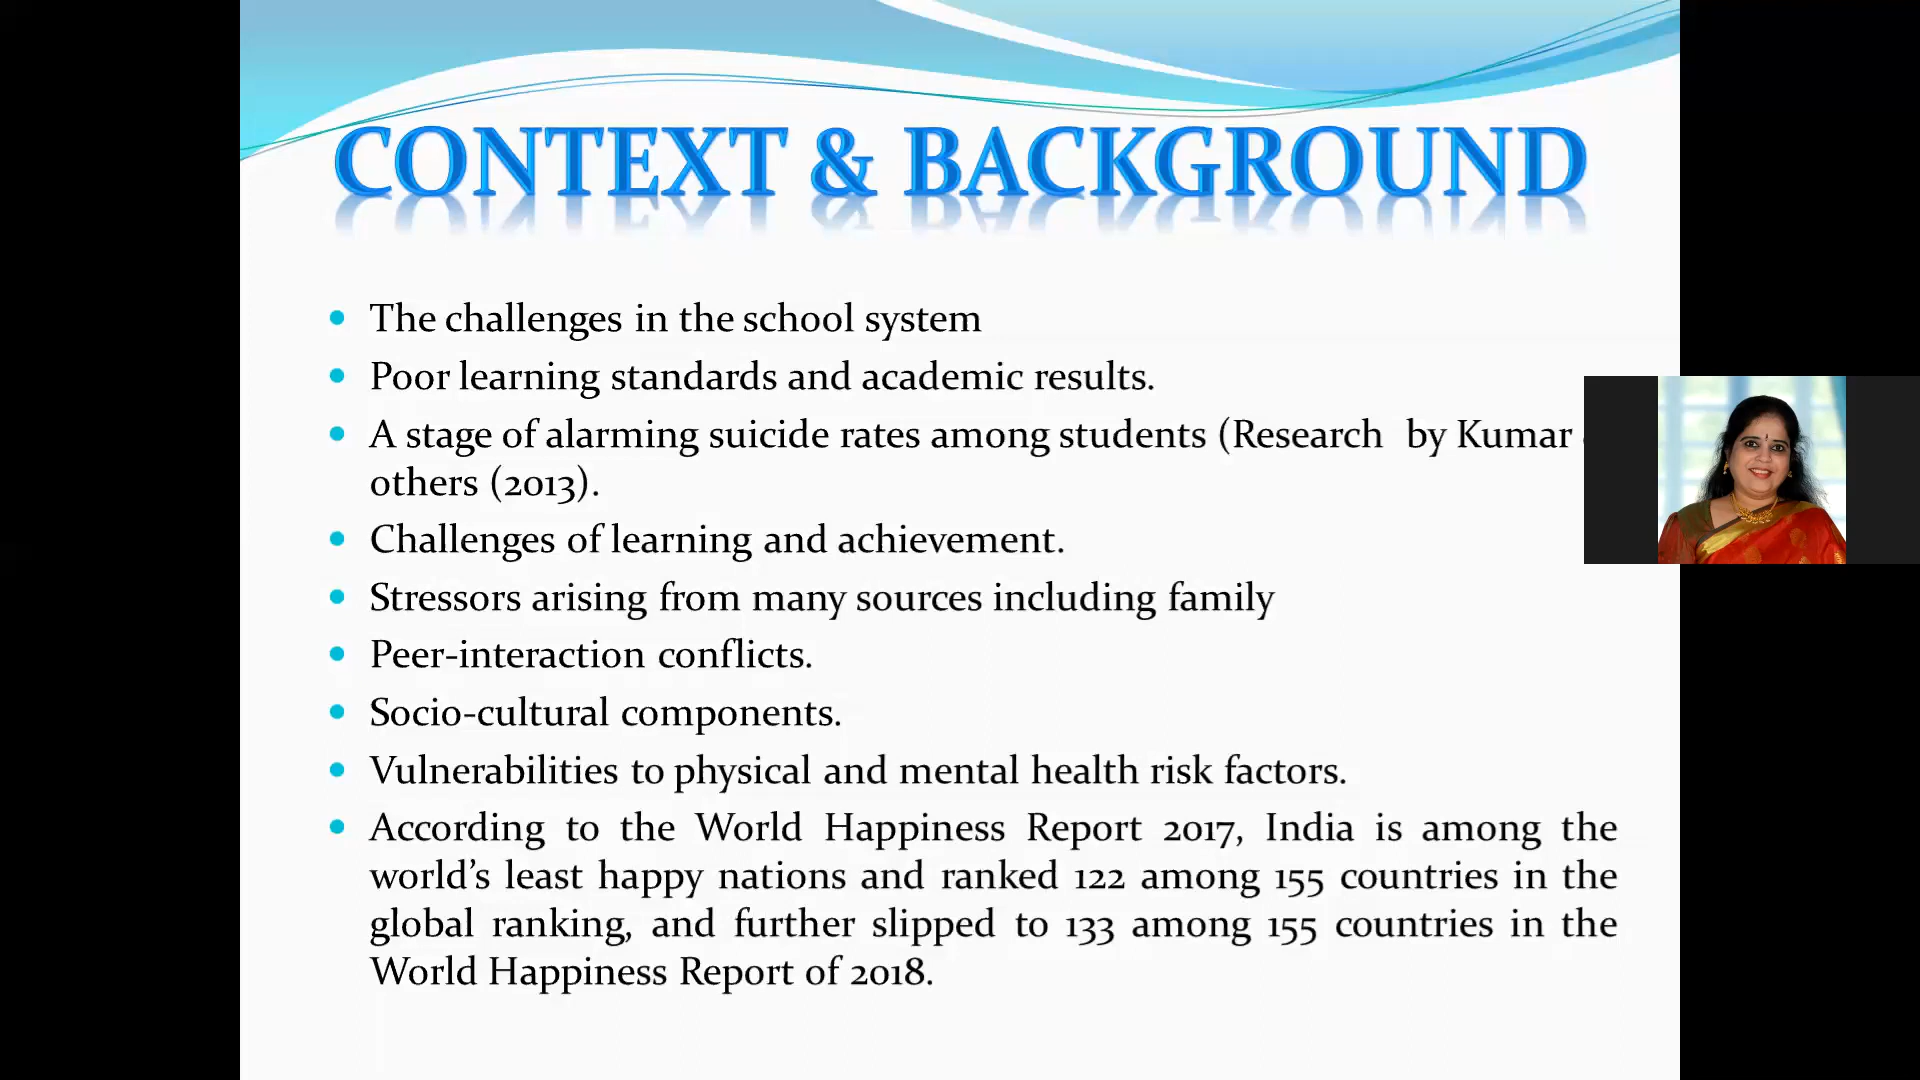 CONTEXT & BACKGROUND
• The challenges in the school system
• Poor learning standards and academic results.
• A stage of alarming suicide rates among students (Research by Kumar
others (2013).
• Challenges of learning and achievement.
• Stressors arising from many sources including family
• Peer-interaction conflicts.
• Socio-cultural components.
• Vulnerabilities to physical and mental health risk factors.
• According to the World Happiness Report 2017, India is among the
world’s least happy nations and ranked 122 among 155 countries in the
global ranking, and further slipped to 133 among 155 countries in the
World Happiness Report of 2018.